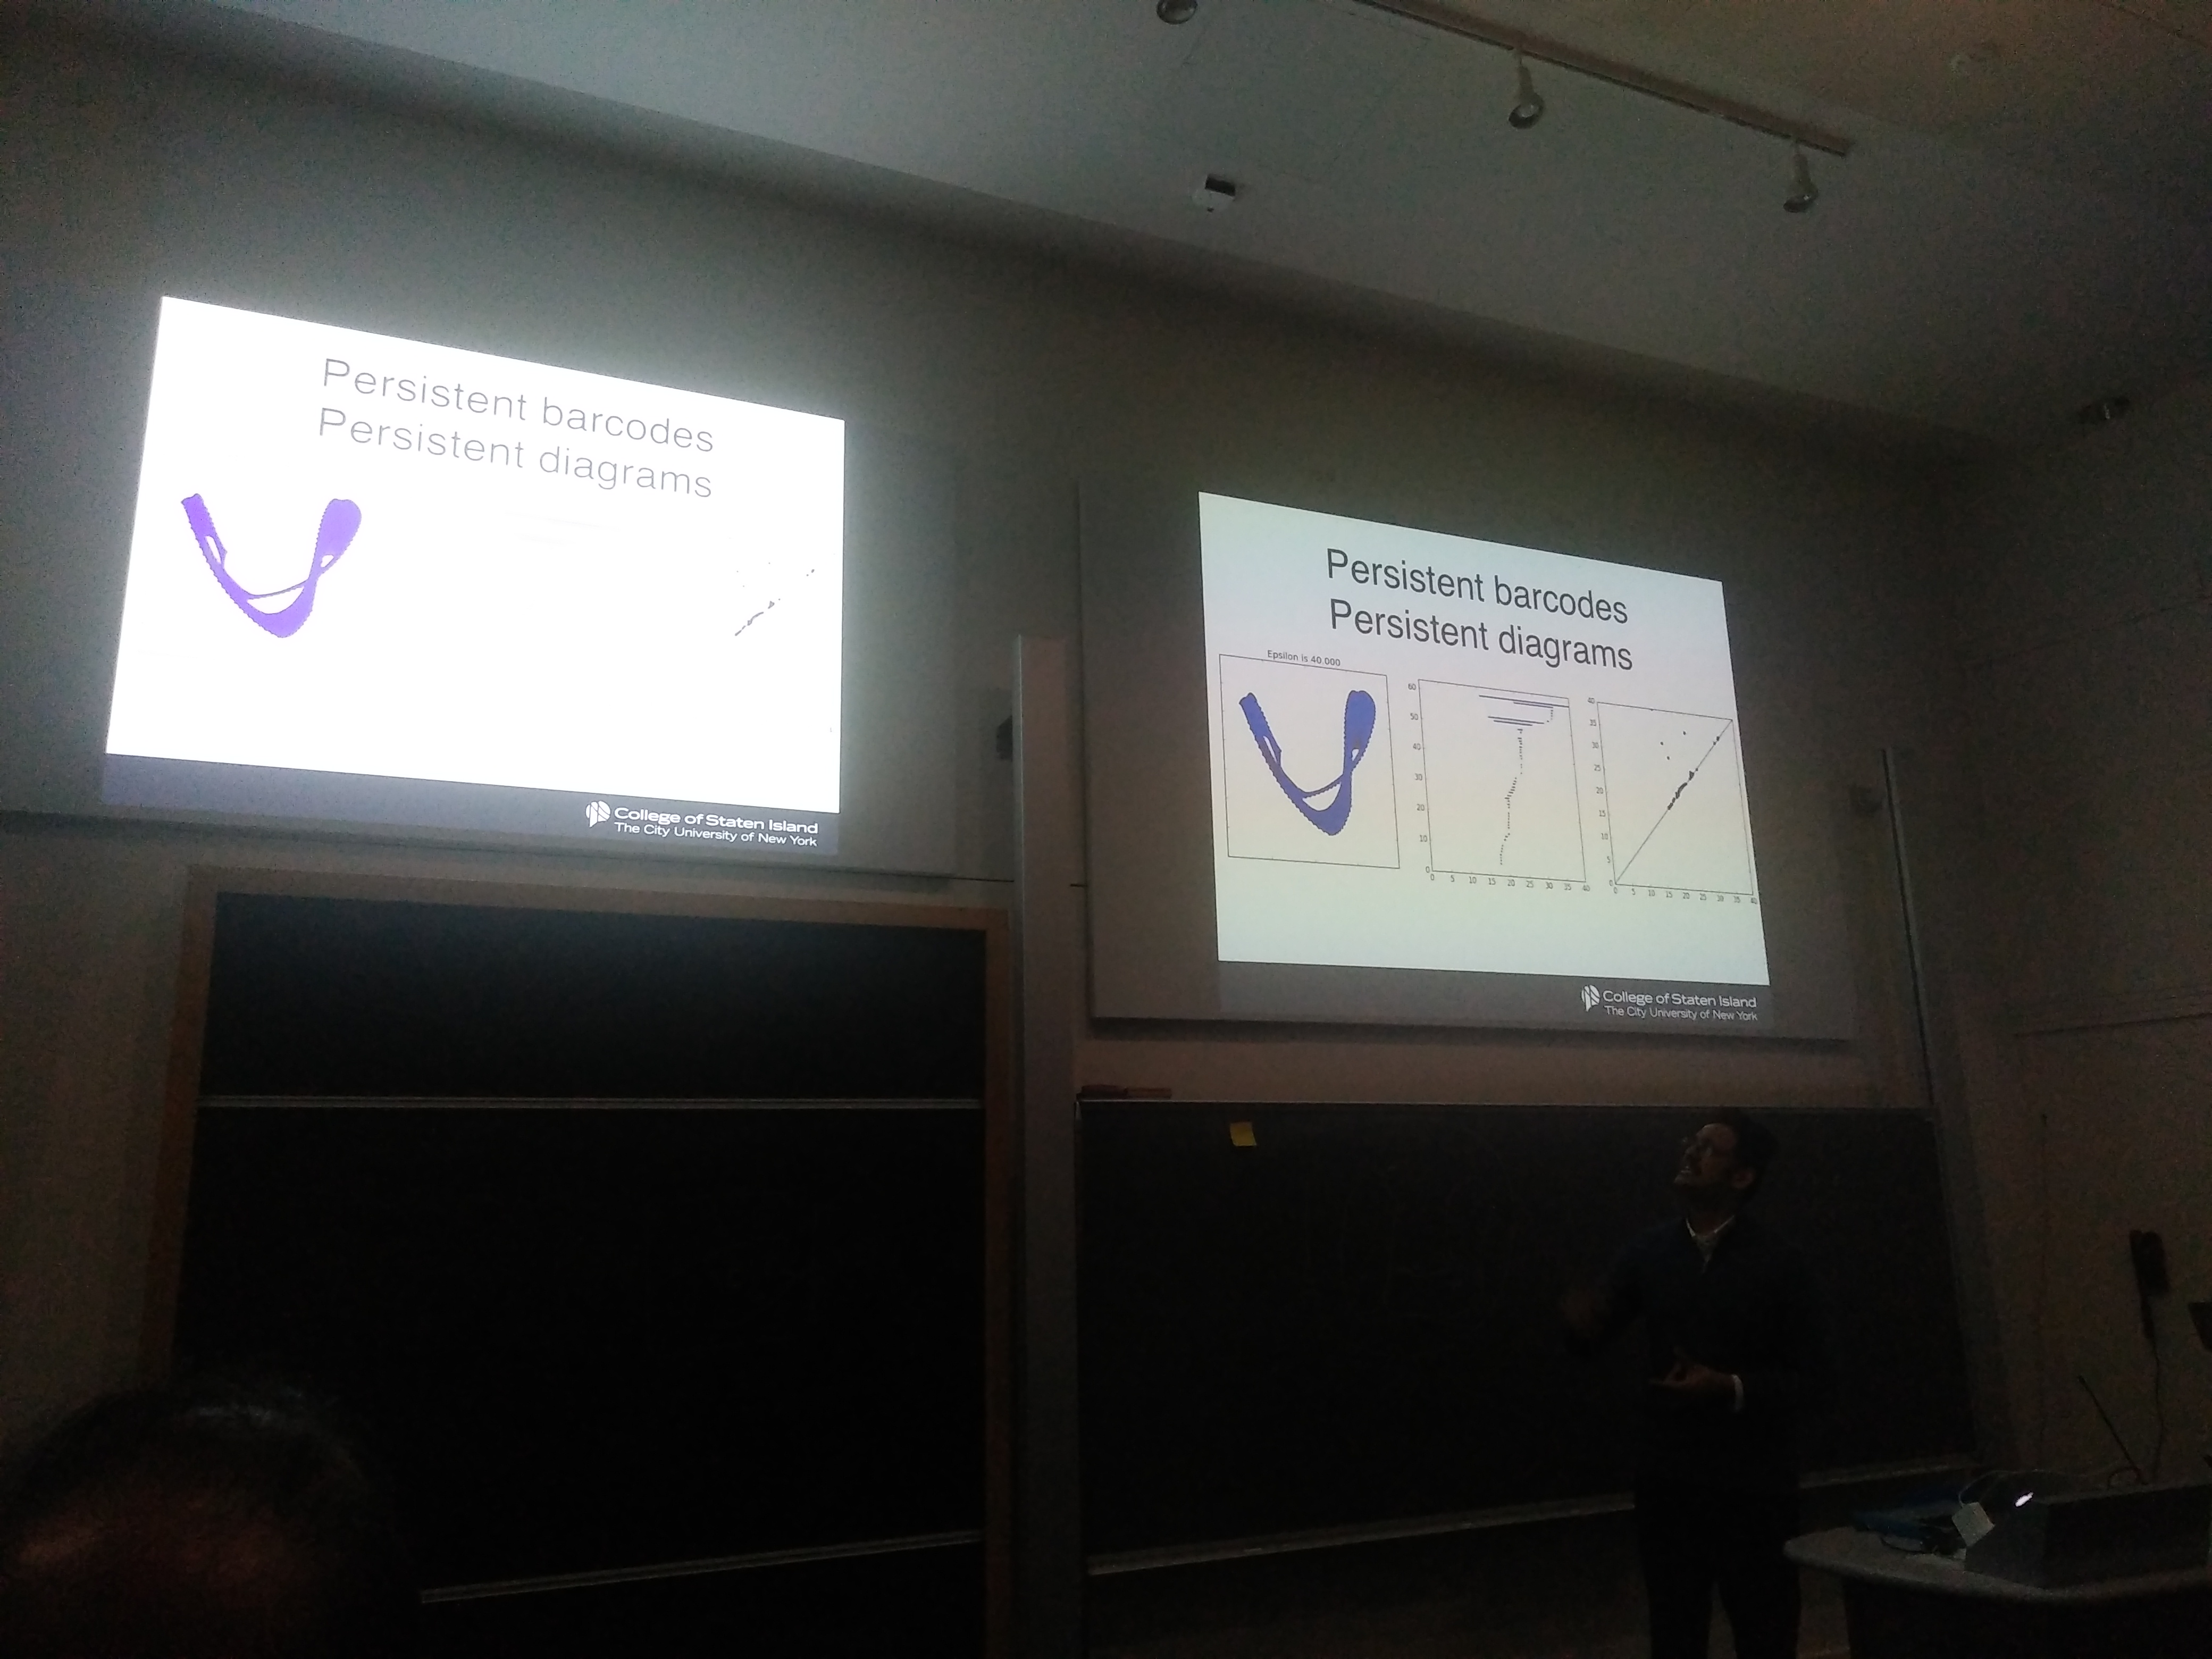 Persistent barcodes
Persistent diagrams
College of Staten Island
The City University of New York
Persistent barcodes
Persistent diagrams
Epsilon is 40.000
60
50
40
30
20
10
0
0 5 10 15 20 25 30 35 40
40
35
30
25
20
15
10
5
0
0 5 10 15 20 25 30 35 40
College of Staten Island
The City University of New York